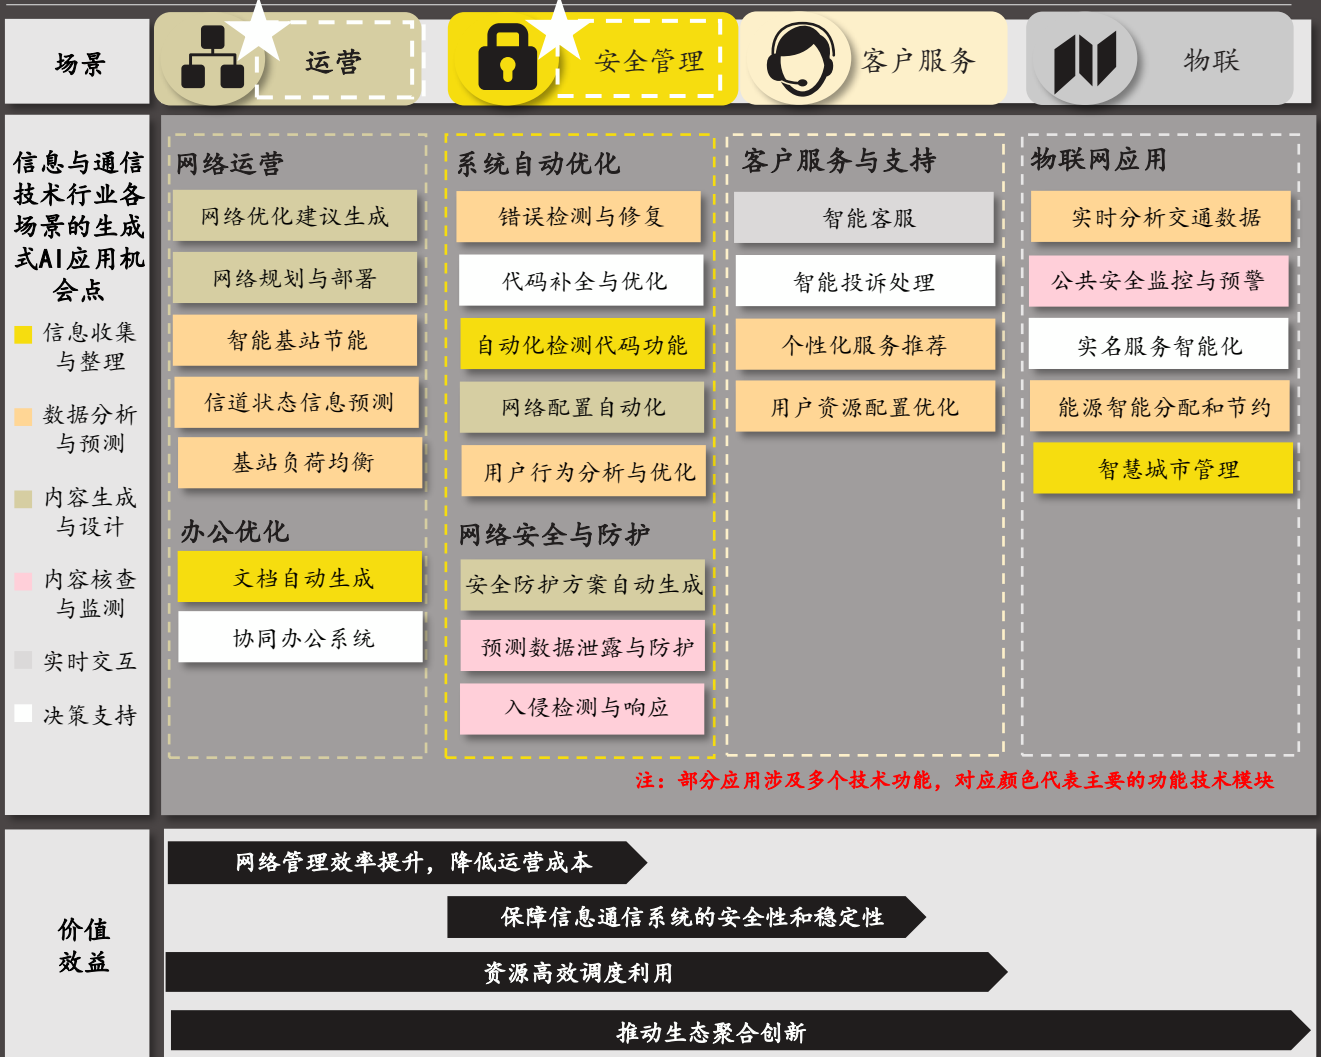 场景
运营
安全管理
客户服务
物联
信息与通信
技术行业各
场景的生成
式AI应用机
会点
信息收集
与整理
数据分析
与预测
内容生成
与设计
内容核查
与监测
实时交互
决策支持
网络运营
网络优化建议生成
网络规划与部署
智能基站节能
信道状态信息预测
基站负荷均衡
办公优化
文档自动生成
协同办公系统
系统自动优化
错误检测与修复
代码补全与优化
自动化检测代码功能
网络配置自动化
用户行为分析与优化
网络安全与防护
安全防护方案自动生成
预测数据泄露与防护
入侵检测与响应
客户服务与支持
智能客服
智能投诉处理
个性化服务推荐
用户资源配置优化
物联网应用
实时分析交通数据
公共安全监控与预警
实名服务智能化
能源智能分配和节约
智慧城市管理
注：部分应用涉及多个技术功能，对应颜色代表主要的功能技术模块
价值
效益
网络管理效率提升，降低运营成本
保障信息通信系统的安全性和稳定性
资源高效调度利用
推动生态聚合创新